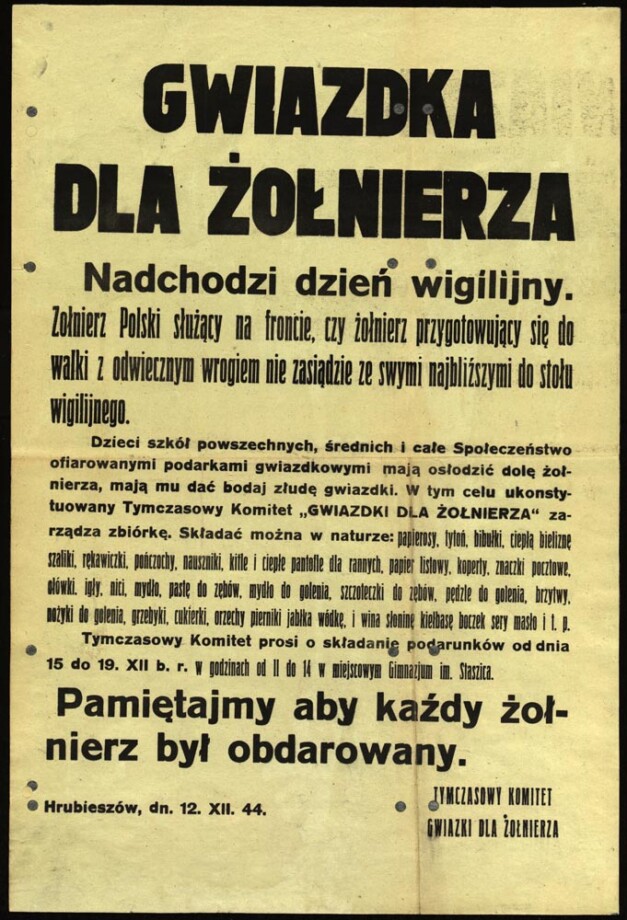 GWIAZDKA
DLA ŻOŁNIERZA
Nadchodzi dzień wigilijny.
Żołnierz Polski służący na froncie, czy żołnierz przygotowujący się do
walki z odwiecznym wrogiem nie zasiądzie ze swymi najbliższymi do stołu
wigilijnego.
Dzieci szkół powszechnych, średnich i całe Społeczeństwo
ofiarowanymi podarkami gwiazdkowymi mają osłodzić dolę żoł-
nierza, mają mu dać bodaj złudę gwiazdki. W tym celu ukonsty-
tuowany Tymczasowy Komitet „GWIAZDKI DLA ŻOŁNIERZA“ za-
rządza zbiórkę. Składać można w naturze: papierosy, tytoń, bibułki, ciepłą bieliznę
szaliki, rękawiczki, pończochy, nauszniki, kitle i ciepłe pantofle dla rannych, papier listowy, koperty, znaczki pocztowe,
ołówki, igły, nici, mydło, pastę do zębów, mydło do golenia, szczoteczki do zębów, pędzle do golenia, brzytwy,
nożyki do golenia, grzebyki, cukierki, orzechy pierniki jabłka wódkę, i wina słoninę kiełbasę boczek sery masło i t. p.
Tymczasowy Komitet prosi o składanie podarunków od dnia
15 do 19. XII b. r. w godzinach od 11 do 14 w miejscowym Gimnazjum im. Staszica.
Pamiętajmy aby każdy żoł-
nierz był obdarowany.
Hrubieszów, dn. 12. XII. 44.
TYMCZASOWY KOMITET
GWIAZKI DLA ŻOŁNIERZA